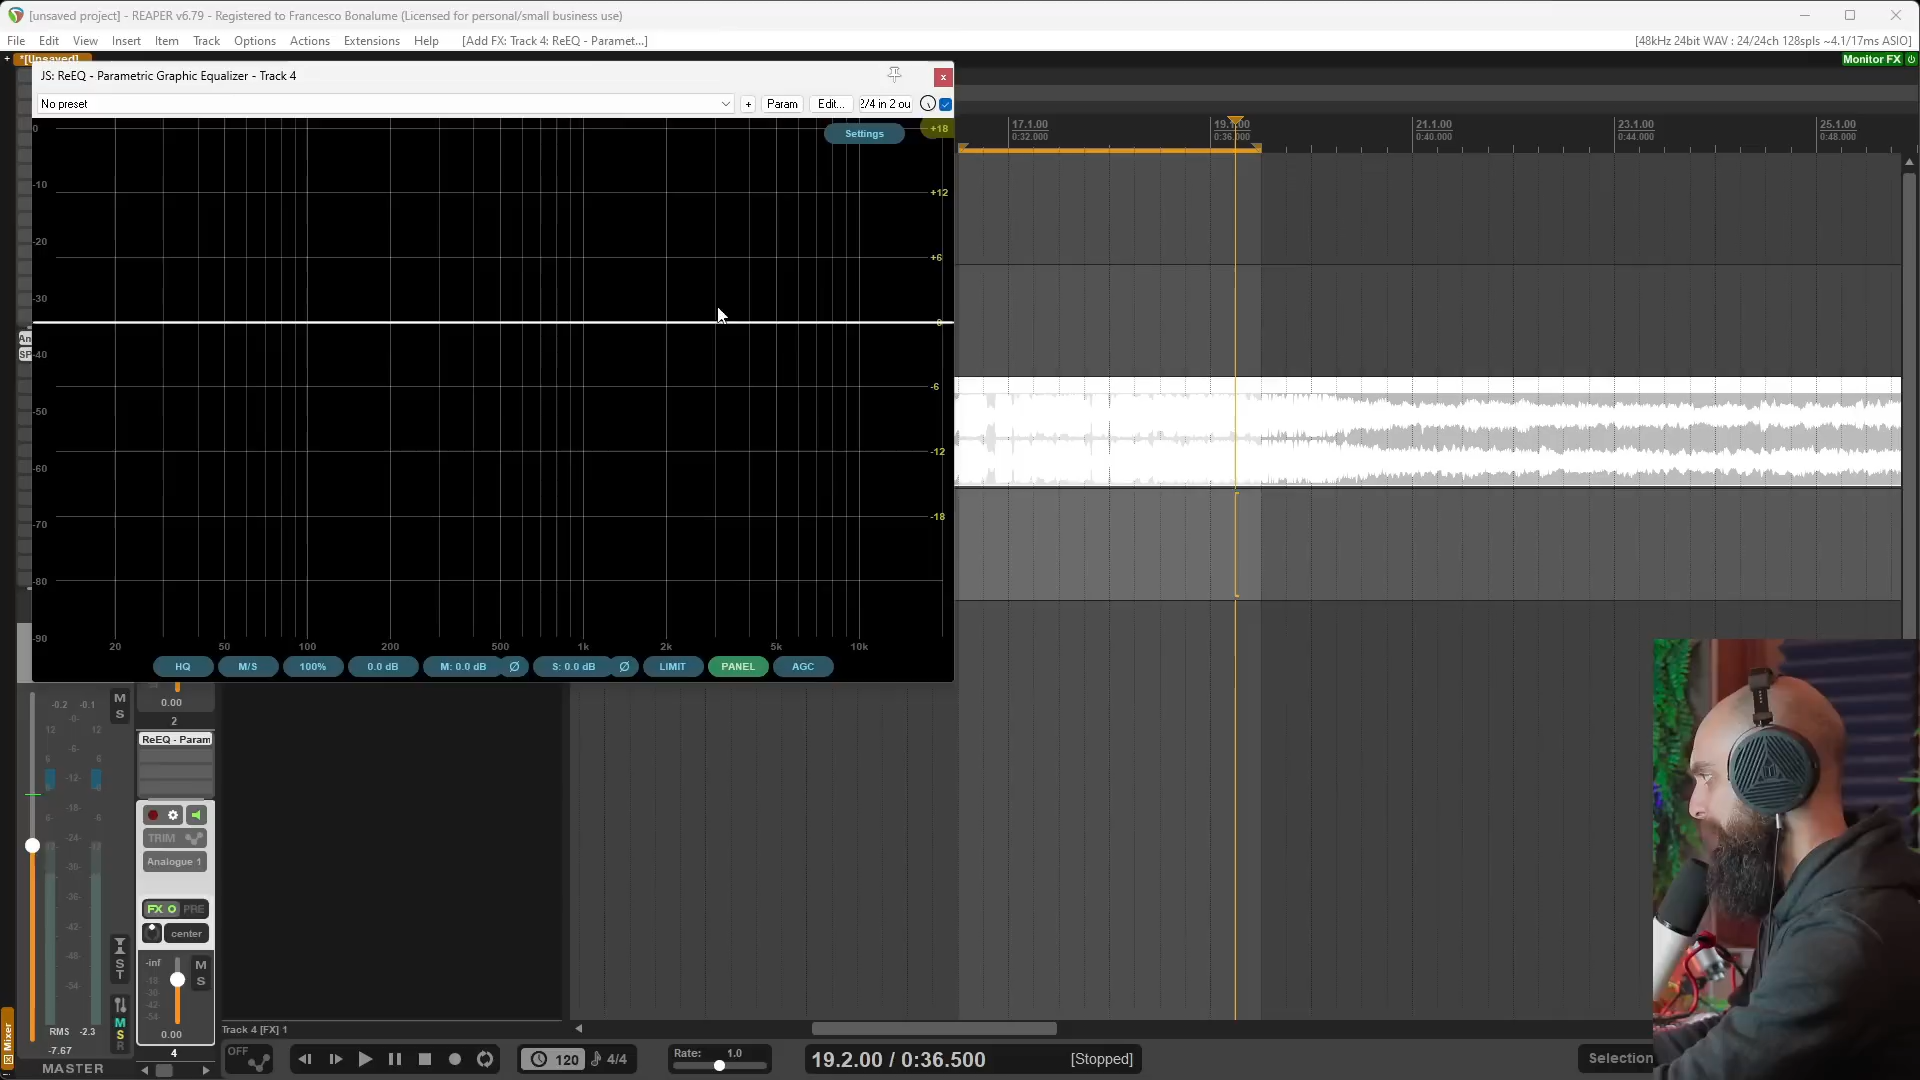 [unsaved project] - REAPER v6.79 - Registered to Francesco Bonalume (Licensed for personal/small business use)
File Edit View Insert Item Track Options Actions Extensions Help [Add FX: Track 4: ReEQ - Paramet...] [48kHz 24bit WAV : 24/24ch 128spls ~4.1/17ms ASIO]
*[Unsaved] Monitor FX
JS: ReEQ - Parametric Graphic Equalizer - Track 4
No preset + Param Edit... 2/4 in 2 ou
Settings
0 +18
-10 +12
-20 +6
-30 0
-40 -6
-50 -12
-60 -18
-70
-80
-90
20 50 100 200 500 1k 2k 5k 10k
HQ M/S 100% 0.0 dB M: 0.0 dB Ø S: 0.0 dB Ø LIMIT PANEL AGC
17.1.00 19.1.00 21.1.00 23.1.00 25.1.00
0:32.000 0:36.000 0:40.000 0:44.000 0:48.000
An
SP
-0.2 -0.1 M 0.00
-0- S 2
12 12
-6- ReEQ - Param
6 6
-12-
-18-
6 6
-24- TRIM
-30- Analogue 1
-36- FX PRE
-42- center
-48- -inf M
S -18 S
T -30
-54- -42
-54
M
RMS -2.3 S 0.00
-7.67 R 4
MASTER
Mixer
Track 4 [FX] 1
OFF 120 4/4 Rate: 1.0 19.2.00 / 0:36.500 [Stopped] Selection